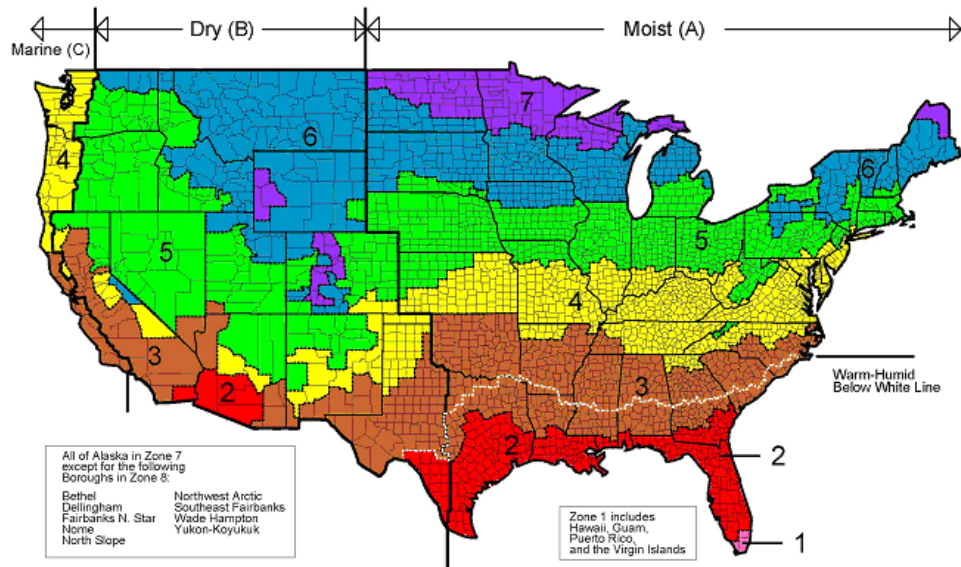 Dry (B)
Moist (A)
Marine (C)
7
6
4
6
5
5
4
3
3
2
2
Warm-Humid
Below White Line
2
1
All of Alaska in Zone 7
except for the following
Boroughs in Zone 8:
Bethel
Dellingham
Fairbanks N. Star
Nome
North Slope
Northwest Arctic
Southeast Fairbanks
Wade Hampton
Yukon-Koyukuk
Zone 1 includes
Hawaii, Guam,
Puerto Rico,
and the Virgin Islands